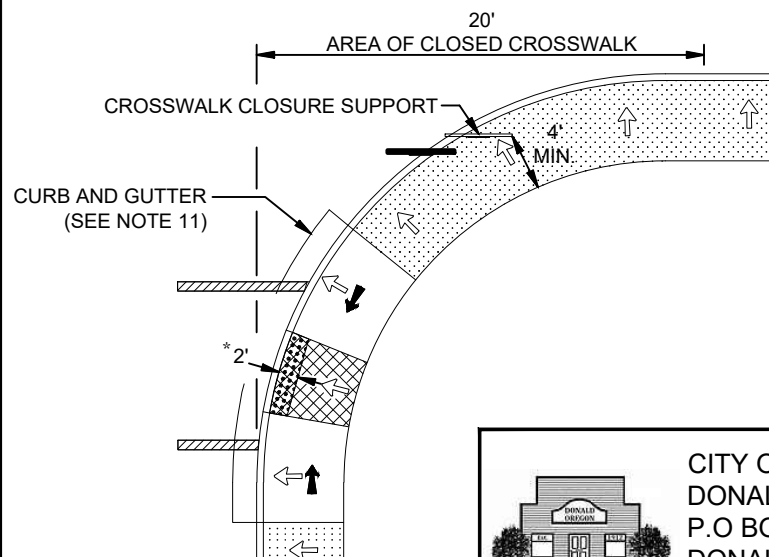 20'
AREA OF CLOSED CROSSWALK
CROSSWALK CLOSURE SUPPORT
4'
MIN.
CURB AND GUTTER
(SEE NOTE 11)
*2'
CITY O
DONAL
P.O BO
DONAL
DONALD
OREGON